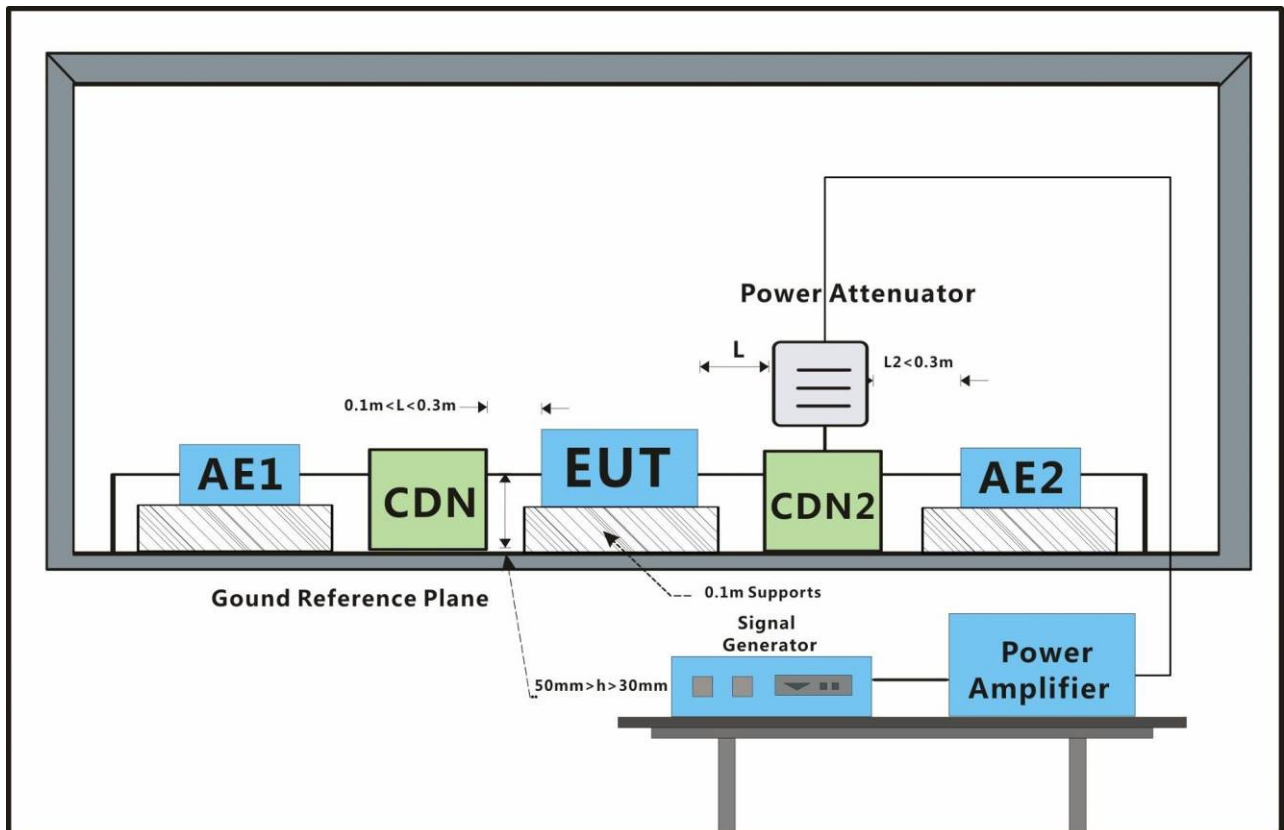 Power Attenuator
L
L2<0.3m
0.1m<L<0.3m
AE1
CDN
EUT
CDN2
AE2
Gound Reference Plane
0.1m Supports
Signal
Generator
50mm>h>30mm
Power
Amplifier